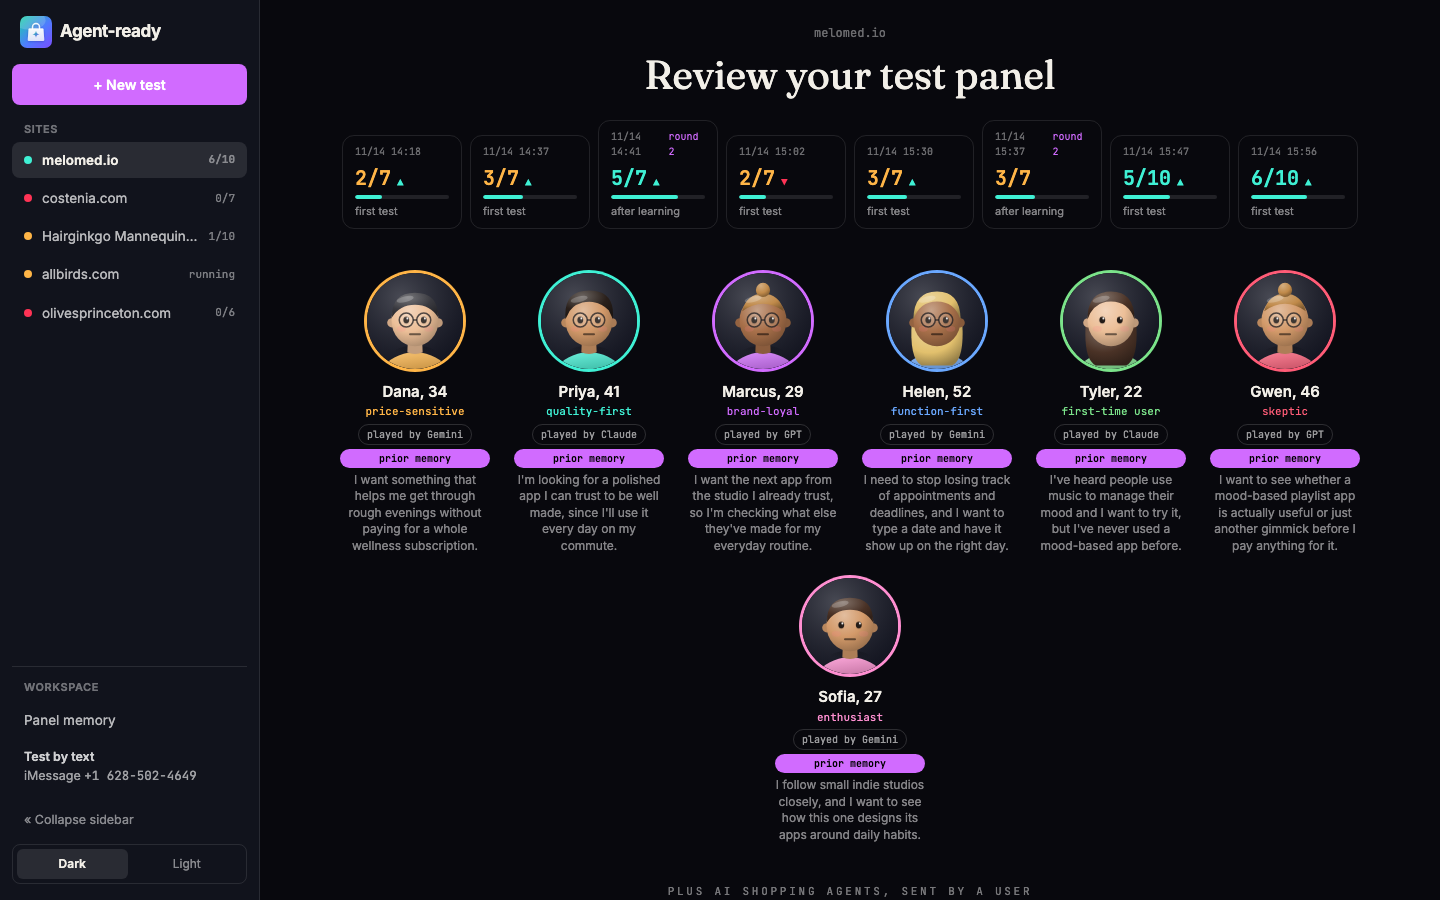 Agent-ready
+ New test
SITES
melomed.io 6/10
costenia.com 0/7
Hairginkgo Mannequin... 1/10
allbirds.com running
olivesprinceton.com 0/6
WORKSPACE
Panel memory
Test by text
iMessage +1 628-502-4649
« Collapse sidebar
Dark Light
melomed.io
Review your test panel
11/14 14:18
2/7 ▲
first test
11/14 14:37
3/7 ▲
first test
11/14 14:41 round 2
5/7 ▲
after learning
11/14 15:02
2/7 ▼
first test
11/14 15:30
3/7 ▲
first test
11/14 15:37 round 2
3/7
after learning
11/14 15:47
5/10 ▲
first test
11/14 15:56
6/10 ▲
first test
Dana, 34
price-sensitive
played by Gemini
prior memory
I want something that
helps me get through
rough evenings without
paying for a whole
wellness subscription.
Priya, 41
quality-first
played by Claude
prior memory
I'm looking for a polished
app I can trust to be well
made, since I'll use it
every day on my
commute.
Marcus, 29
brand-loyal
played by GPT
prior memory
I want the next app from
the studio I already trust,
so I'm checking what else
they've made for my
everyday routine.
Helen, 52
function-first
played by Gemini
prior memory
I need to stop losing track
of appointments and
deadlines, and I want to
type a date and have it
show up on the right day.
Tyler, 22
first-time user
played by Claude
prior memory
I've heard people use
music to manage their
mood and I want to try it,
but I've never used a
mood-based app before.
Gwen, 46
skeptic
played by GPT
prior memory
I want to see whether a
mood-based playlist app
is actually useful or just
another gimmick before I
pay anything for it.
Sofia, 27
enthusiast
played by Gemini
prior memory
I follow small indie studios
closely, and I want to see
how this one designs its
apps around daily habits.
PLUS AI SHOPPING AGENTS, SENT BY A USER